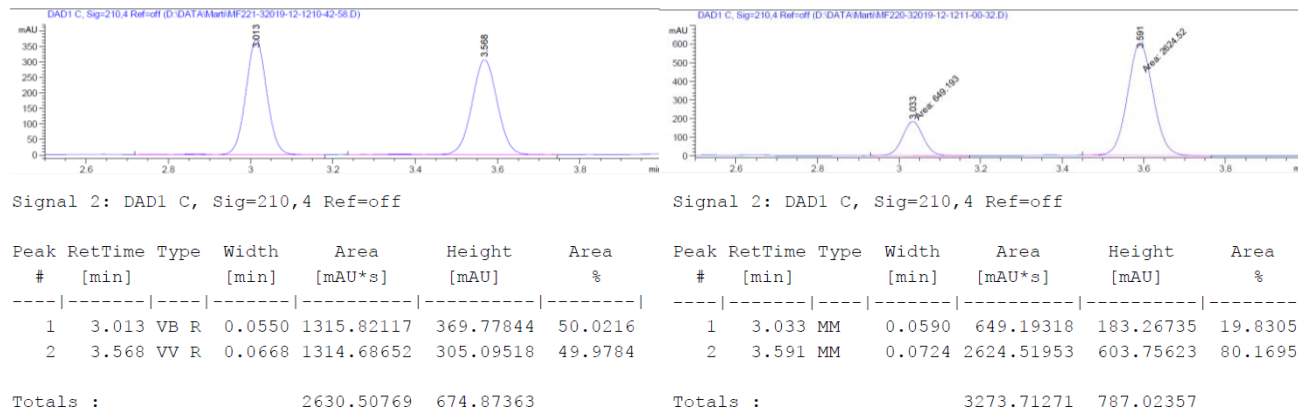 DAD1 C, Sig=210,4 Ref=off (D:\DATA\Marti\MF221-32019-12-1210-42-58.D)
mAU
350
300
250
200
150
100
50
0
3.013
3.568
2.6 2.8 3 3.2 3.4 3.6 3.8 min
Signal 2: DAD1 C, Sig=210,4 Ref=off
Peak RetTime Type Width Area Height Area
# [min] [min] [mAU*s] [mAU] %
----|-------|----|-------|----------|----------|--------|
1 3.013 VB R 0.0550 1315.82117 369.77844 50.0216
2 3.568 VV R 0.0668 1314.68652 305.09518 49.9784
Totals : 2630.50769 674.87363
DAD1 C, Sig=210,4 Ref=off (D:\DATA\Marti\MF220-32019-12-1211-00-32.D)
mAU
600
500
400
300
200
100
0
3.033
Area: 649.193
3.591
Area: 2624.52
2.6 2.8 3 3.2 3.4 3.6 3.8 m
Signal 2: DAD1 C, Sig=210,4 Ref=off
Peak RetTime Type Width Area Height Area
# [min] [min] [mAU*s] [mAU] %
----|-------|----|-------|----------|----------|--------
1 3.033 MM 0.0590 649.19318 183.26735 19.8305
2 3.591 MM 0.0724 2624.51953 603.75623 80.1695
Totals : 3273.71271 787.02357